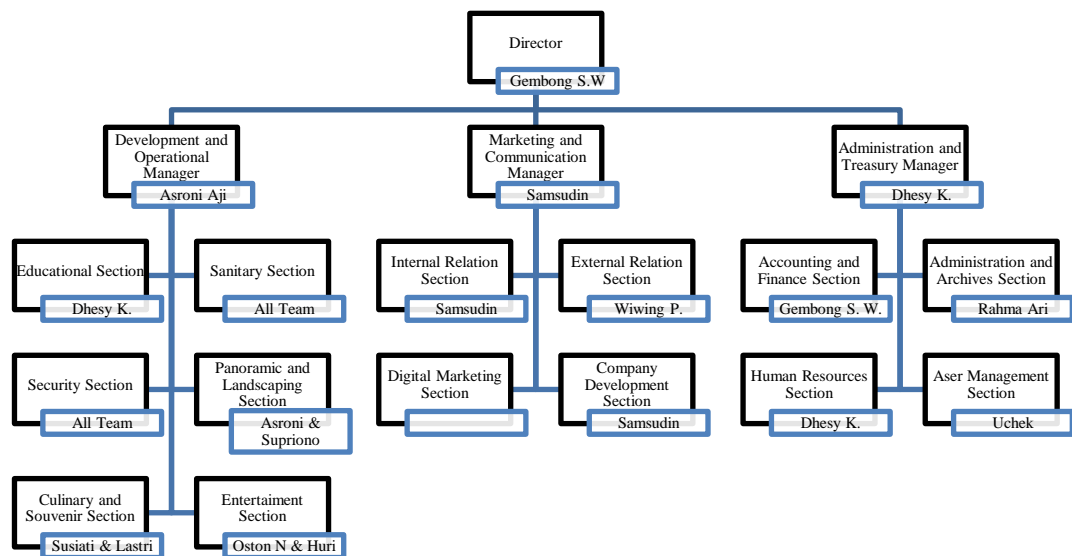 Director
Gembong S.W
Development and
Operational
Manager
Asroni Aji
Marketing and
Communication
Manager
Samsudin
Administration and
Treasury Manager
Dhesy K.
Educational Section
Dhesy K.
Sanitary Section
All Team
Internal Relation
Section
Samsudin
External Relation
Section
Wiwing P.
Accounting and
Finance Section
Gembong S. W.
Administration and
Archives Section
Rahma Ari
Security Section
All Team
Panoramic and
Landscaping
Section
Asroni &
Supriono
Digital Marketing
Section
Company
Development
Section
Samsudin
Human Resources
Section
Dhesy K.
Aser Management
Section
Uchek
Culinary and
Souvenir Section
Susiati & Lastri
Entertaiment
Section
Oston N & Huri